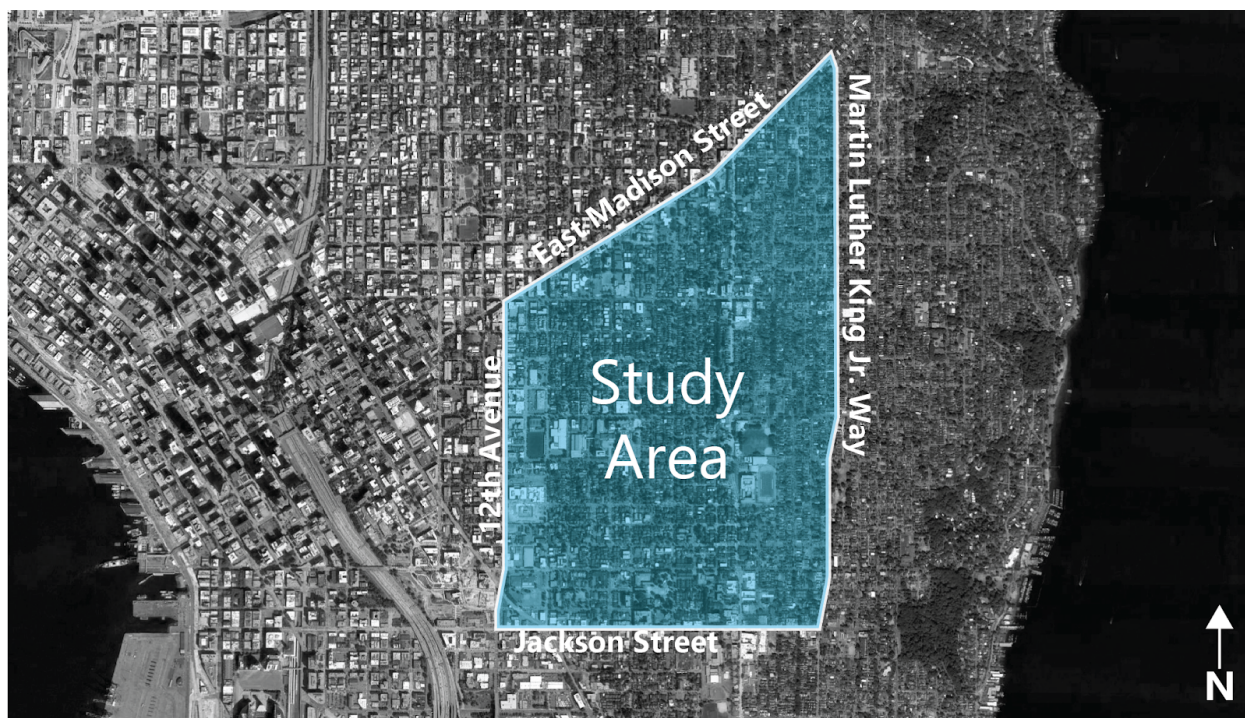 East Madison Street
Martin Luther King Jr. Way
12th Avenue
Study
Area
Jackson Street
N